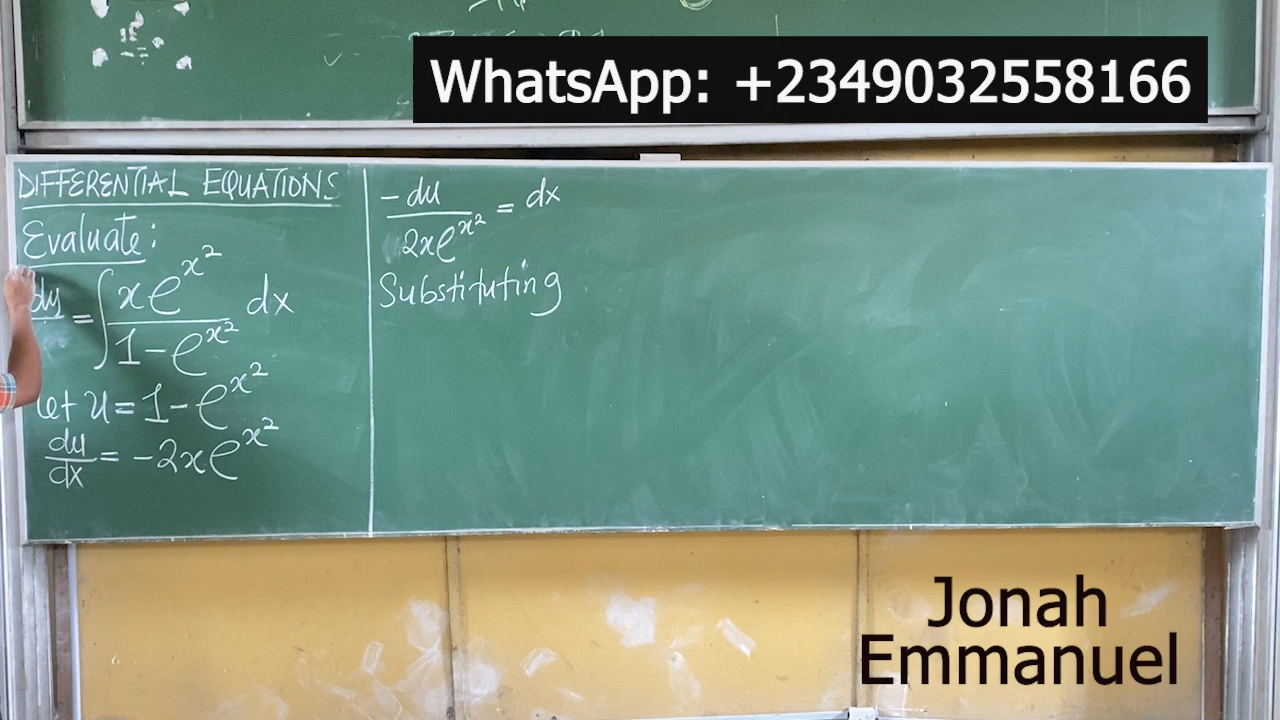 WhatsApp: +2349032558166
DIFFERENTIAL EQUATIONS
Evaluate:
dy = ∫ xe^x² / 1-e^x² dx
let u = 1-e^x²
du/dx = -2xe^x²
-du / 2xe^x² = dx
Substituting
Jonah
Emmanuel